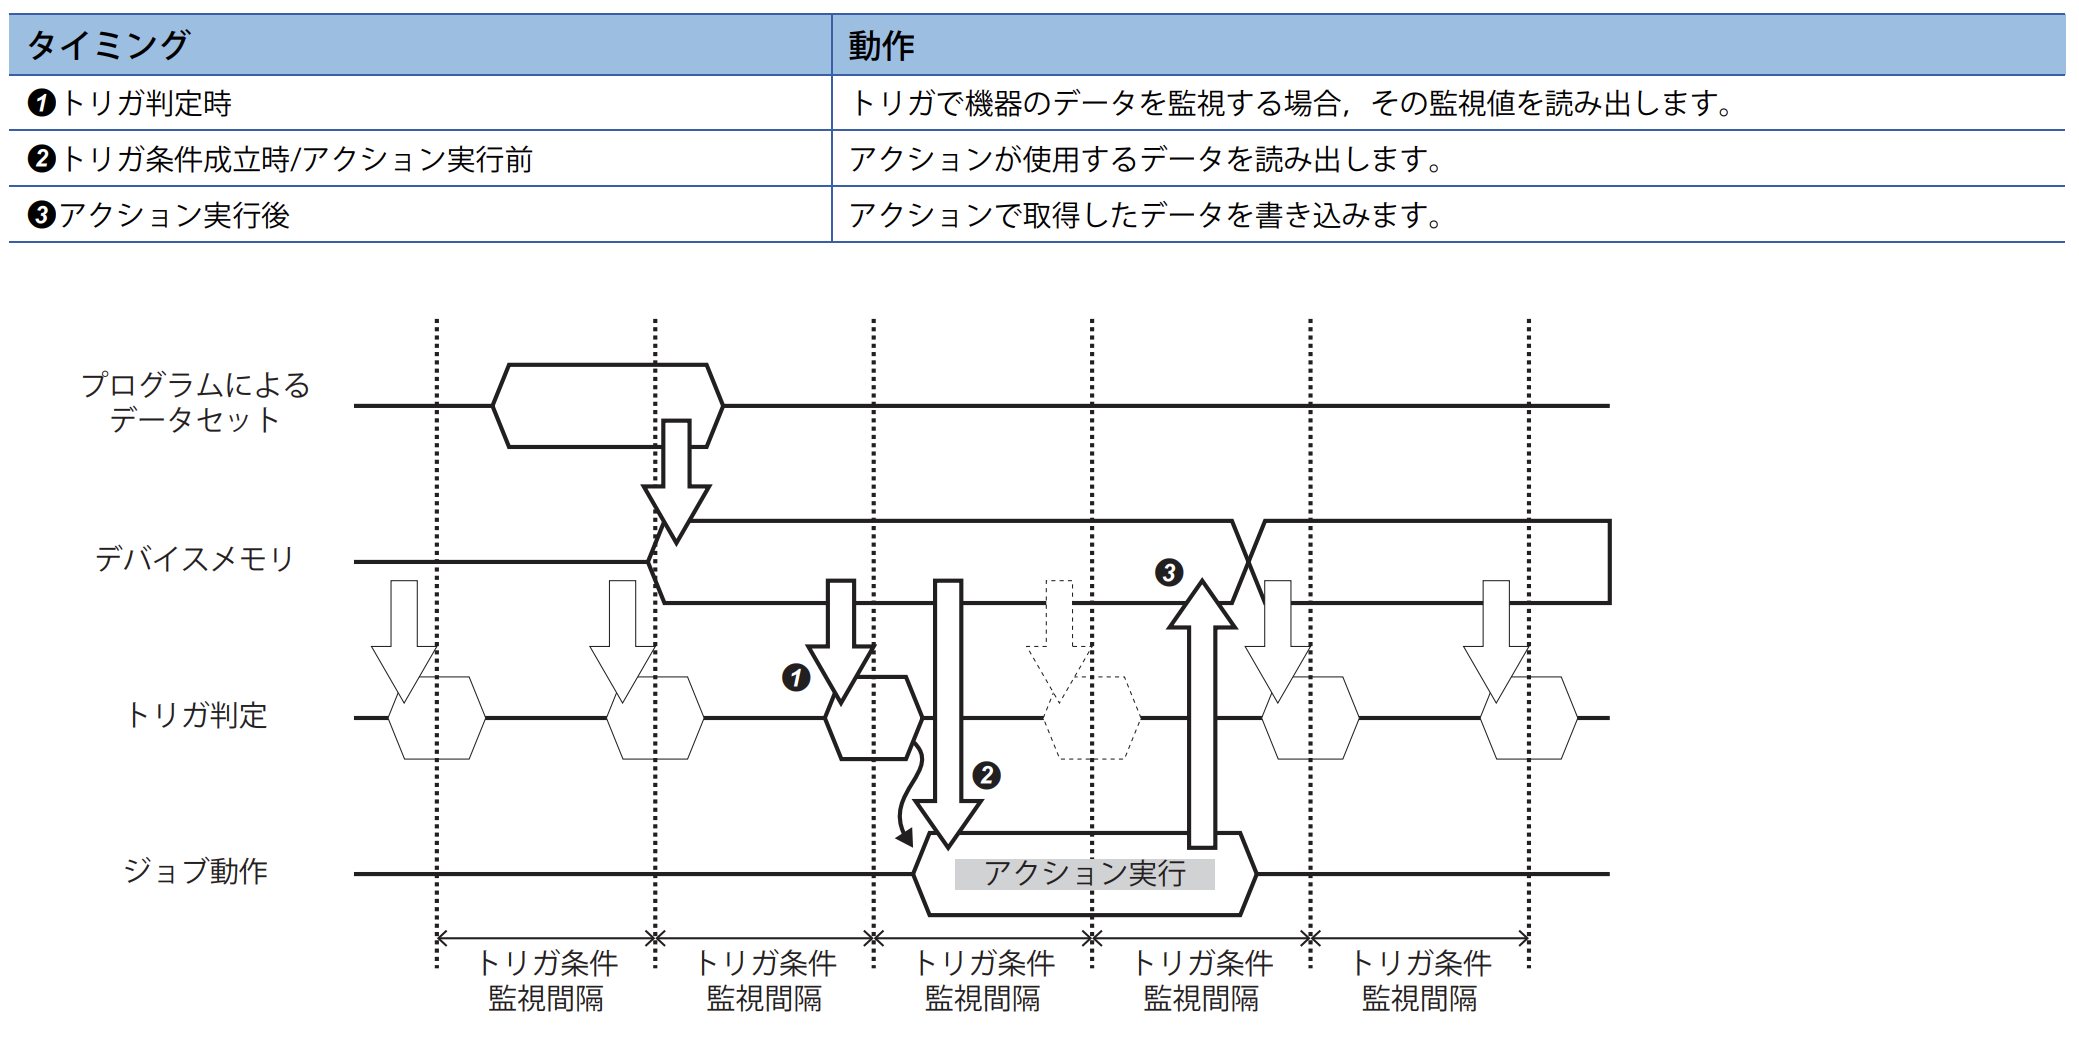 タイミング 動作
❶トリガ判定時 トリガで機器のデータを監視する場合，その監視値を読み出します。
❷トリガ条件成立時/アクション実行前 アクションが使用するデータを読み出します。
❸アクション実行後 アクションで取得したデータを書き込みます。
プログラムによる
データセット
デバイスメモリ
❸
❶
トリガ判定
❷
ジョブ動作
アクション実行
トリガ条件 トリガ条件 トリガ条件 トリガ条件 トリガ条件
監視間隔 監視間隔 監視間隔 監視間隔 監視間隔